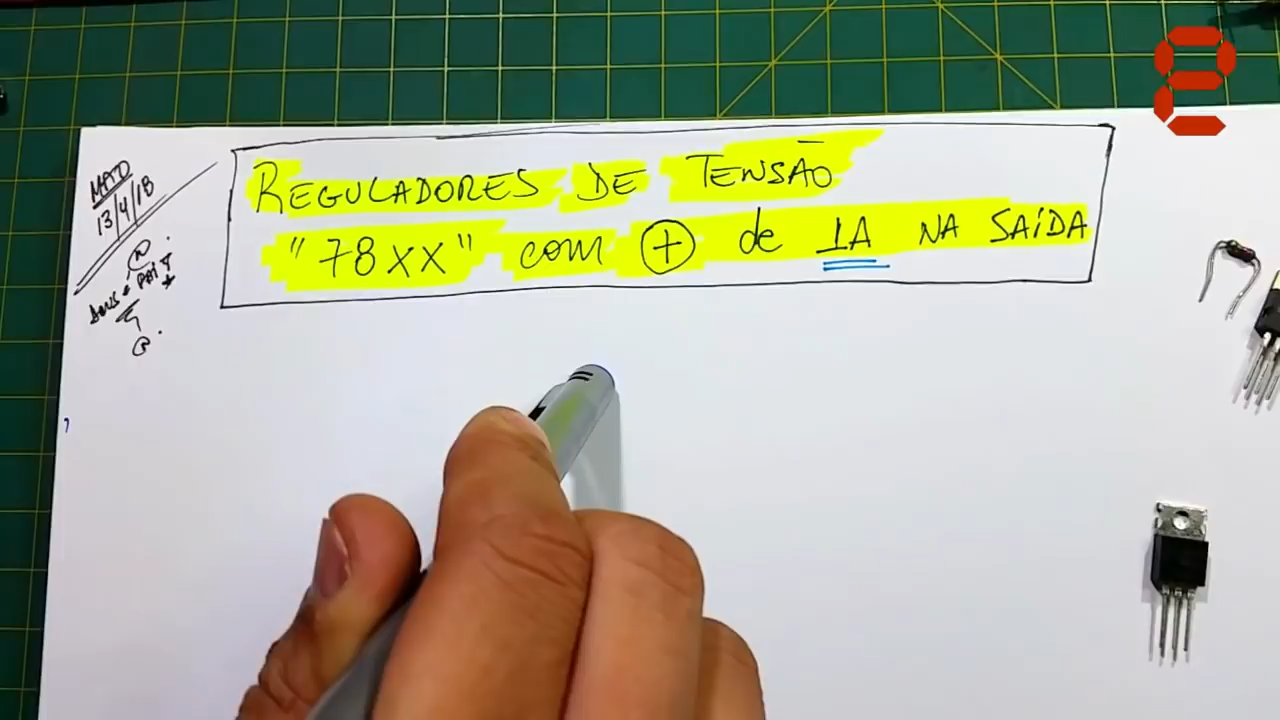 REGULADORES DE TENSÃO
"78XX" com + de 1A NA SAÍDA
MATO
13/4/18